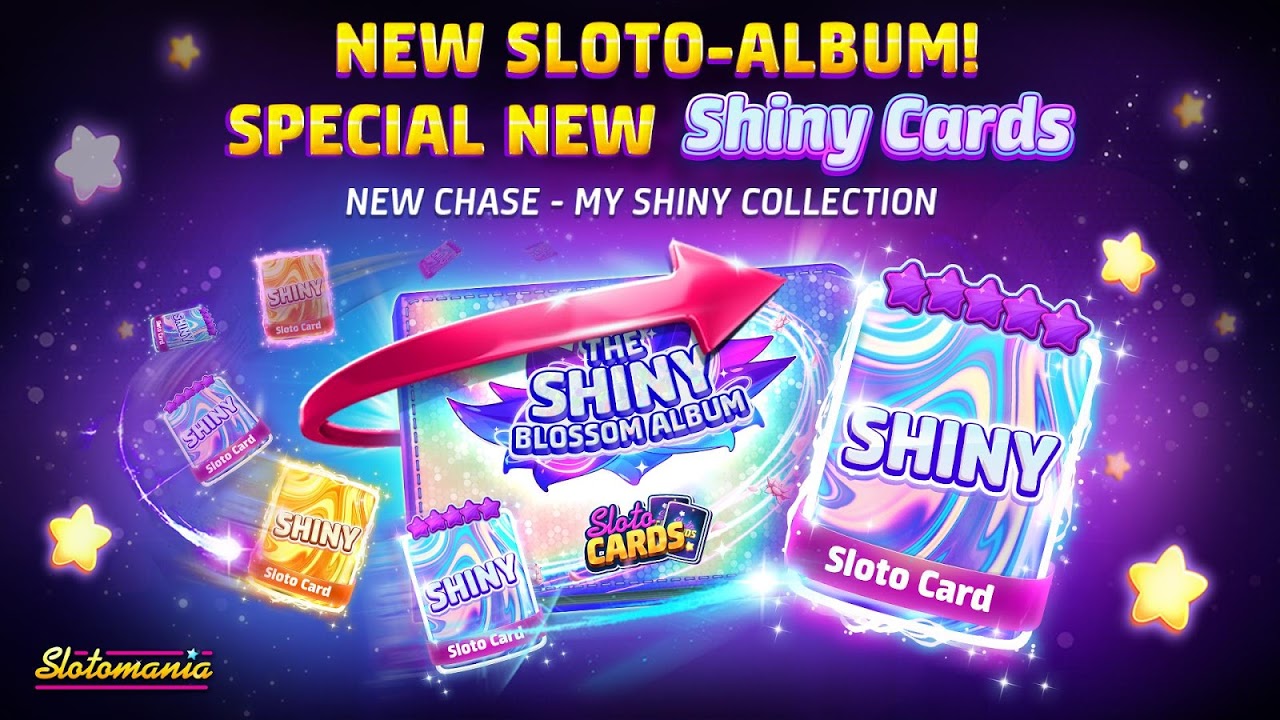 NEW SLOTO-ALBUM!
SPECIAL NEW Shiny Cards
NEW CHASE - MY SHINY COLLECTION
SHINY
Sloto Card
SHINY
Sloto Card
SHINY
Sloto Card
SHINY
Sloto Card
THE
SHINY
BLOSSOM ALBUM
Sloto
CARDS
SHINY
Sloto Card
Slotomania